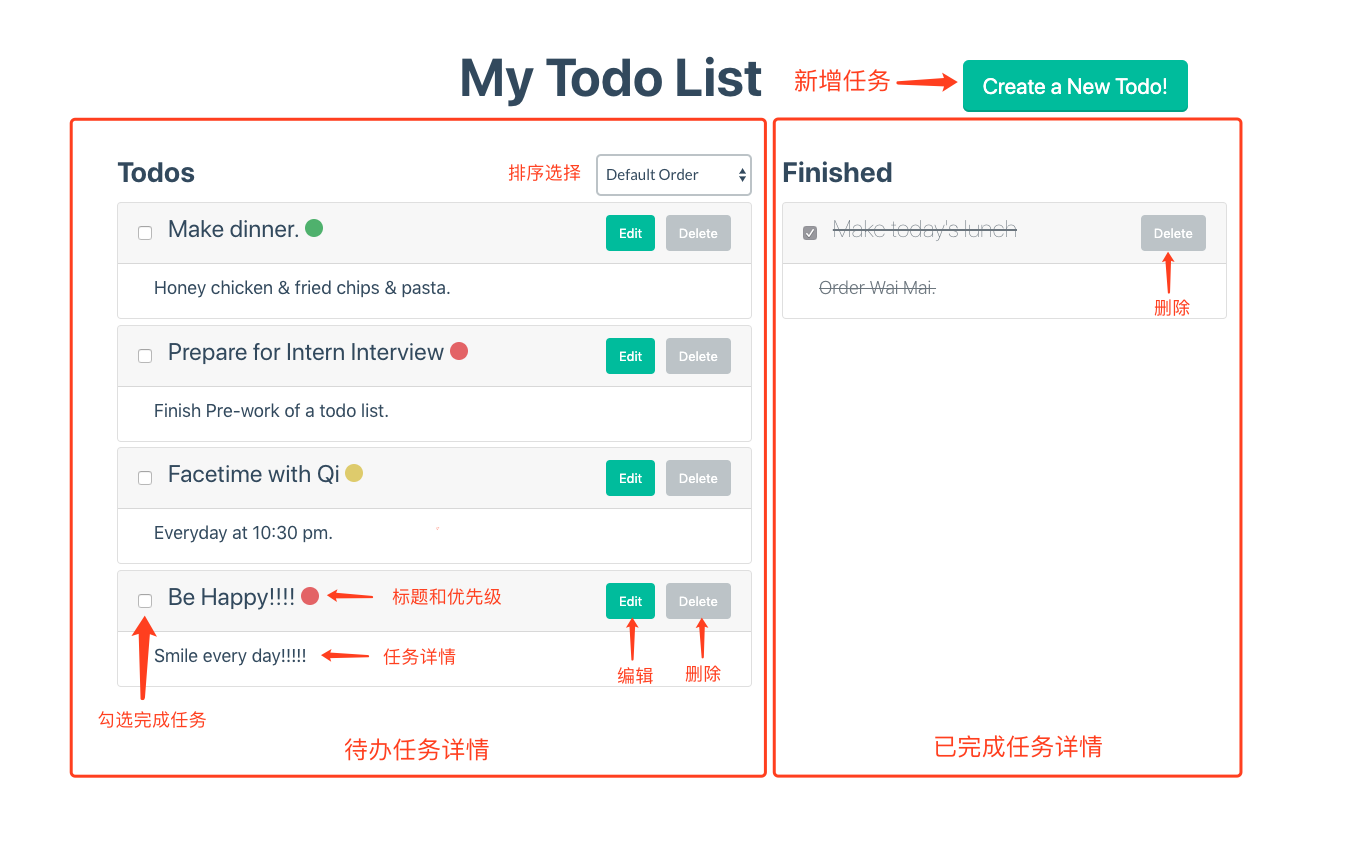 My Todo List
新增任务
Create a New Todo!
Todos
排序选择
Default Order
Make dinner.
Edit
Delete
Honey chicken & fried chips & pasta.
Prepare for Intern Interview
Edit
Delete
Finish Pre-work of a todo list.
Facetime with Qi
Edit
Delete
Everyday at 10:30 pm.
Be Happy!!!!
标题和优先级
Edit
Delete
Smile every day!!!!!
任务详情
编辑
删除
勾选完成任务
待办任务详情
Finished
Make today's lunch
Delete
Order Wai Mai.
删除
已完成任务详情